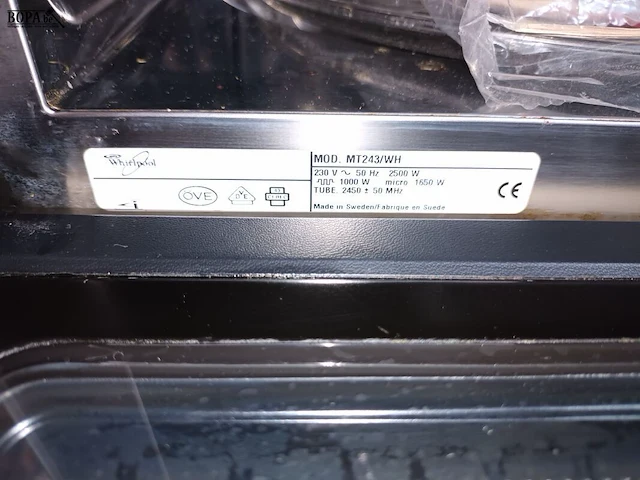 BOPA
Whirlpool
OVE
MOD. MT243/WH
230 V ~ 50 Hz 2500 W
1000 W micro 1650 W
TUBE. 2450 ± 50 MHz
Made in Sweden/Fabrique en Suede
CE